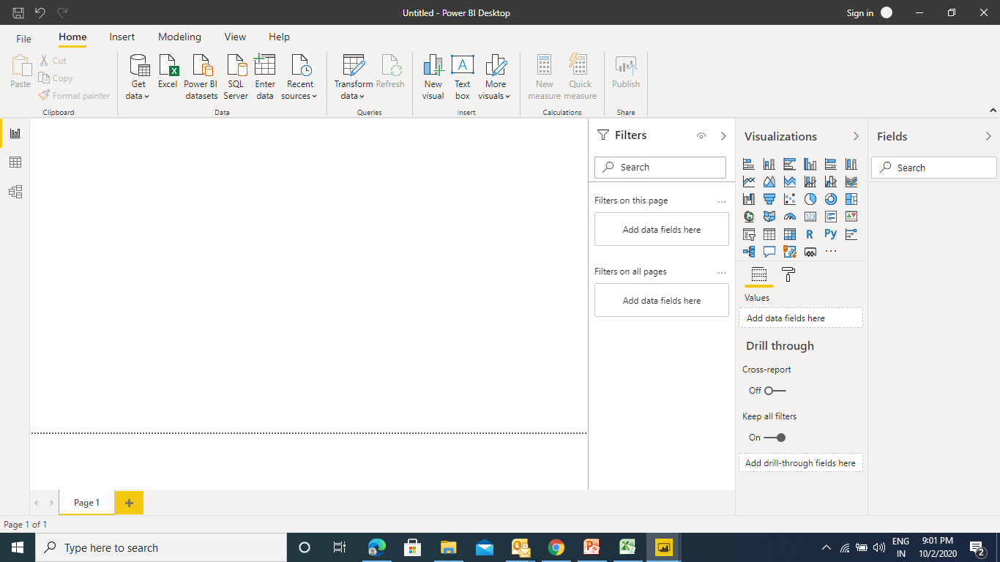 Untitled - Power BI Desktop
Sign in
File
Home
Insert
Modeling
View
Help
Paste
Cut
Copy
Format painter
Clipboard
Get
data
Excel
Power BI
datasets
SQL
Server
Enter
data
Recent
sources
Data
Transform
data
Refresh
Queries
New
visual
A
Text
box
More
visuals
Insert
New
measure
Quick
measure
Calculations
Publish
Share
Filters
Search
Filters on this page
...
Add data fields here
Filters on all pages
...
Add data fields here
Visualizations
123
R
Py
...
Values
Add data fields here
Drill through
Cross-report
Off
Keep all filters
On
Add drill-through fields here
Fields
Search
Page 1
Page 1 of 1
Type here to search
ENG
IN
9:01 PM
10/2/2020
2